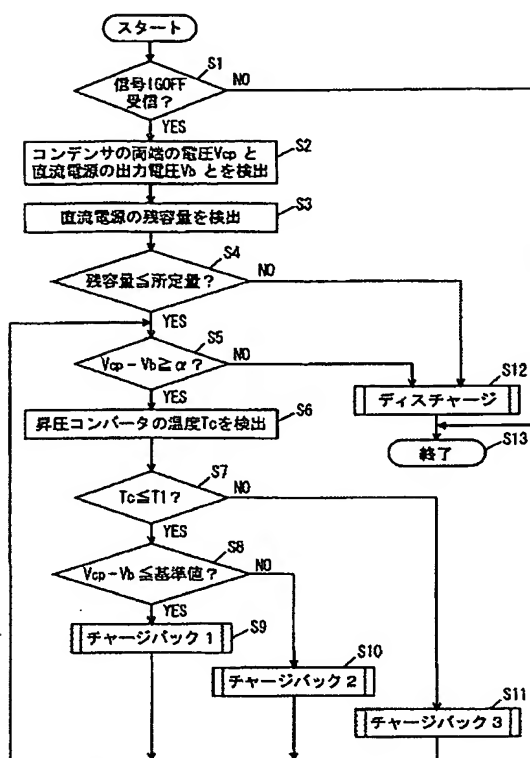 スタート
S1
信号IGOFF
受信?
NO
YES
S2
コンデンサの両端の電圧Vcp と
直流電源の出力電圧Vb とを検出
S3
直流電源の残容量を検出
S4
残容量≦所定量?
NO
YES
S5
Vcp-Vb≧α?
NO
YES
S12
ディスチャージ
S6
昇圧コンバータの温度Tcを検出
S13
終了
S7
Tc≦T1?
NO
YES
S8
Vcp-Vb≦基準値?
NO
YES
チャージバック1
S9
S10
チャージバック2
S11
チャージバック3